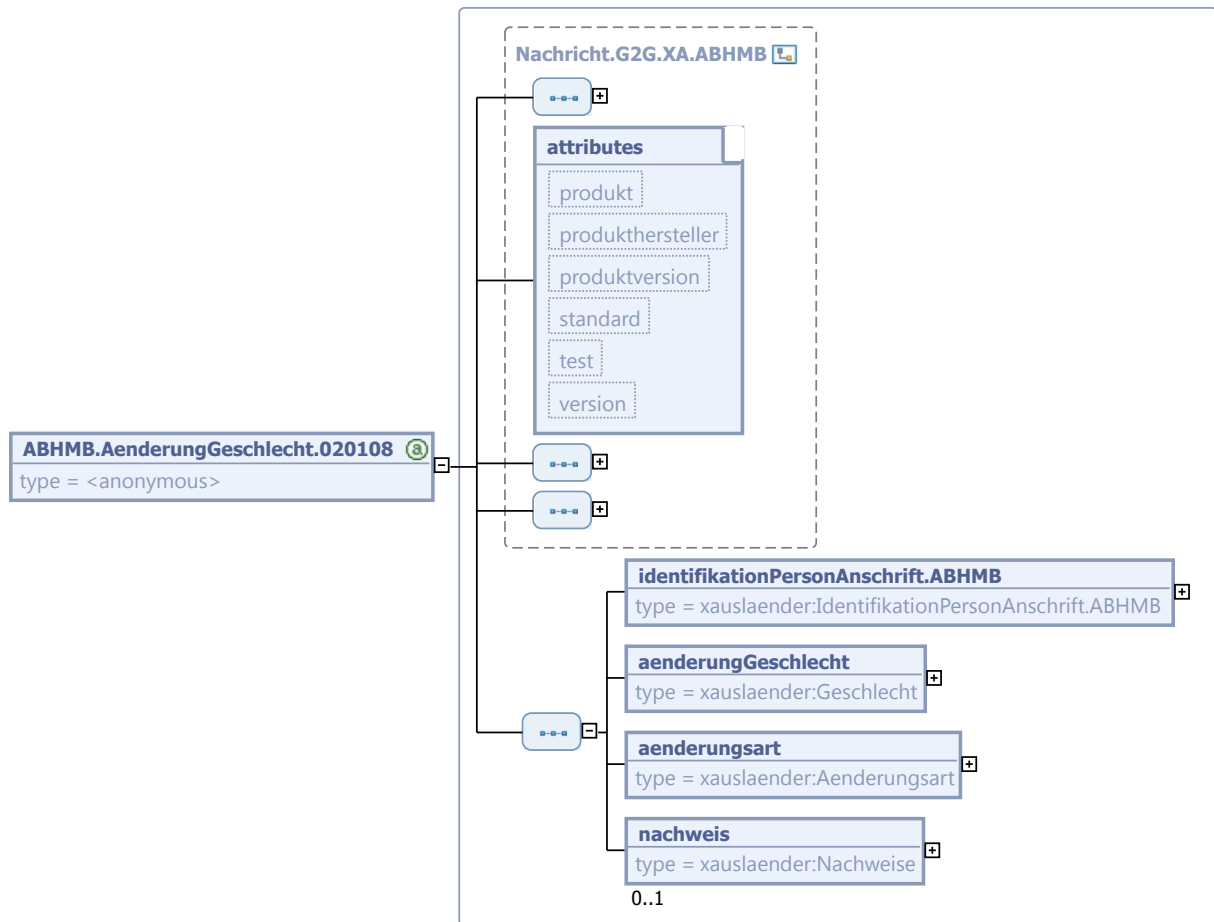 Nachricht.G2G.XA.ABHMB
attributes
produkt
produkthersteller
produktversion
standard
test
version
ABHMB.AenderungGeschlecht.020108 a
type = <anonymous>
identifikationPersonAnschrift.ABHMB
type = xauslaender:IdentifikationPersonAnschrift.ABHMB
aenderungGeschlecht
type = xauslaender:Geschlecht
aenderungsart
type = xauslaender:Aenderungsart
nachweis
type = xauslaender:Nachweise
0..1